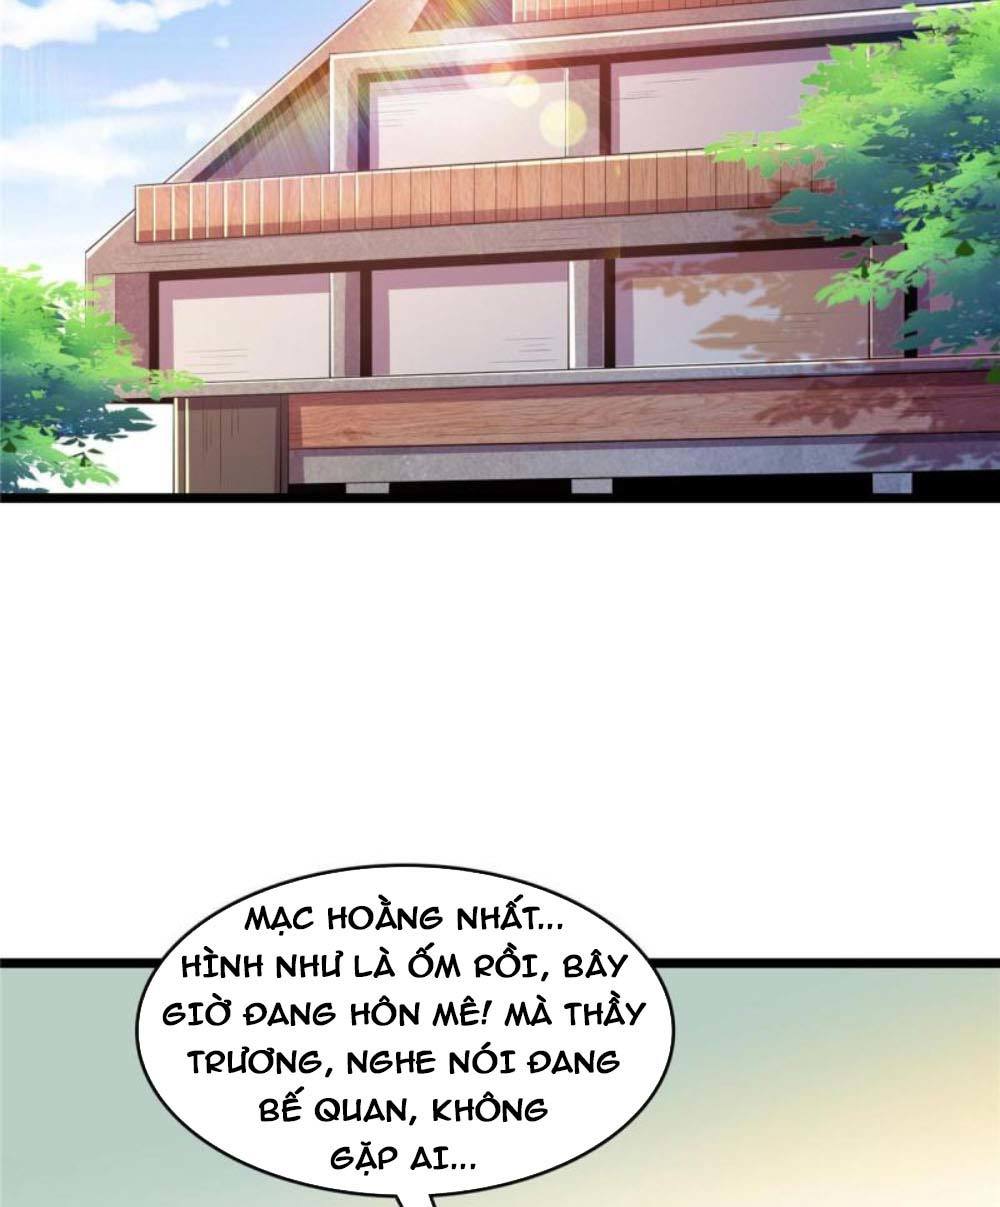 MẠC HOẰNG NHẤT...
HÌNH NHƯ LÀ ỐM RỒI, BÂY
GIỜ ĐANG HÔN MÊ! MÀ THẦY
TRƯƠNG, NGHE NÓI ĐANG
BẾ QUAN, KHÔNG
GẶP AI...